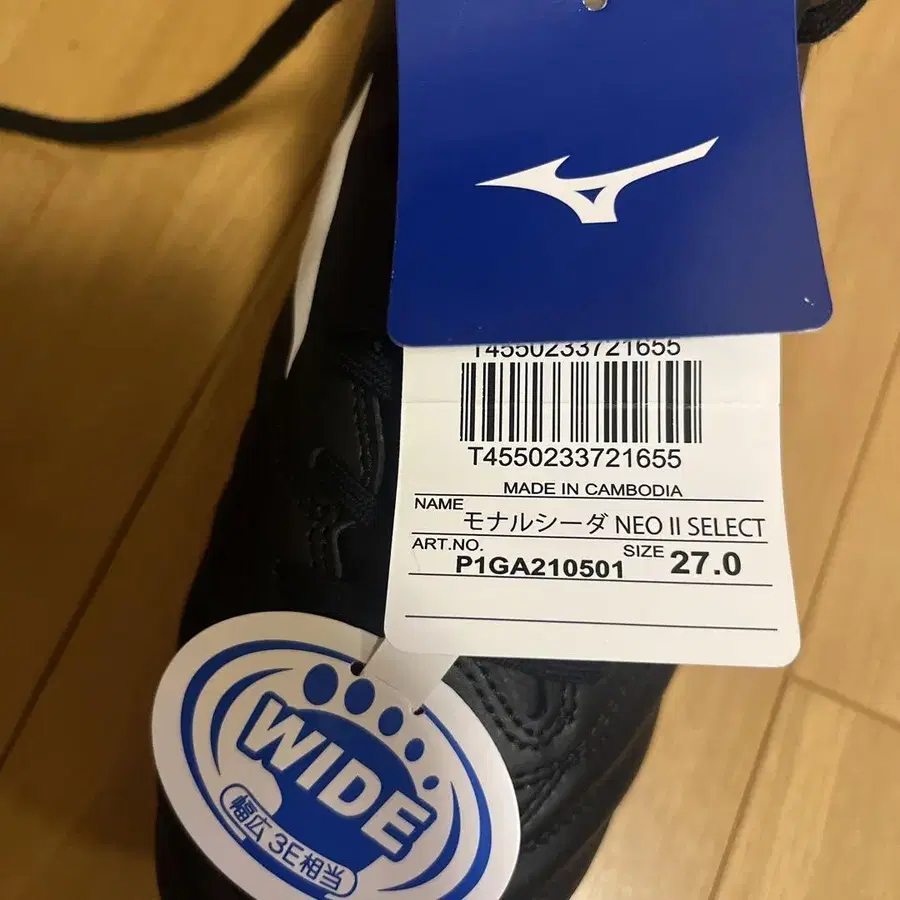 T4550233721655
T4550233721655
MADE IN CAMBODIA
NAME モナルシーダ NEO II SELECT
ART.NO. P1GA210501 SIZE 27.0
WIDE
幅広 3E相当